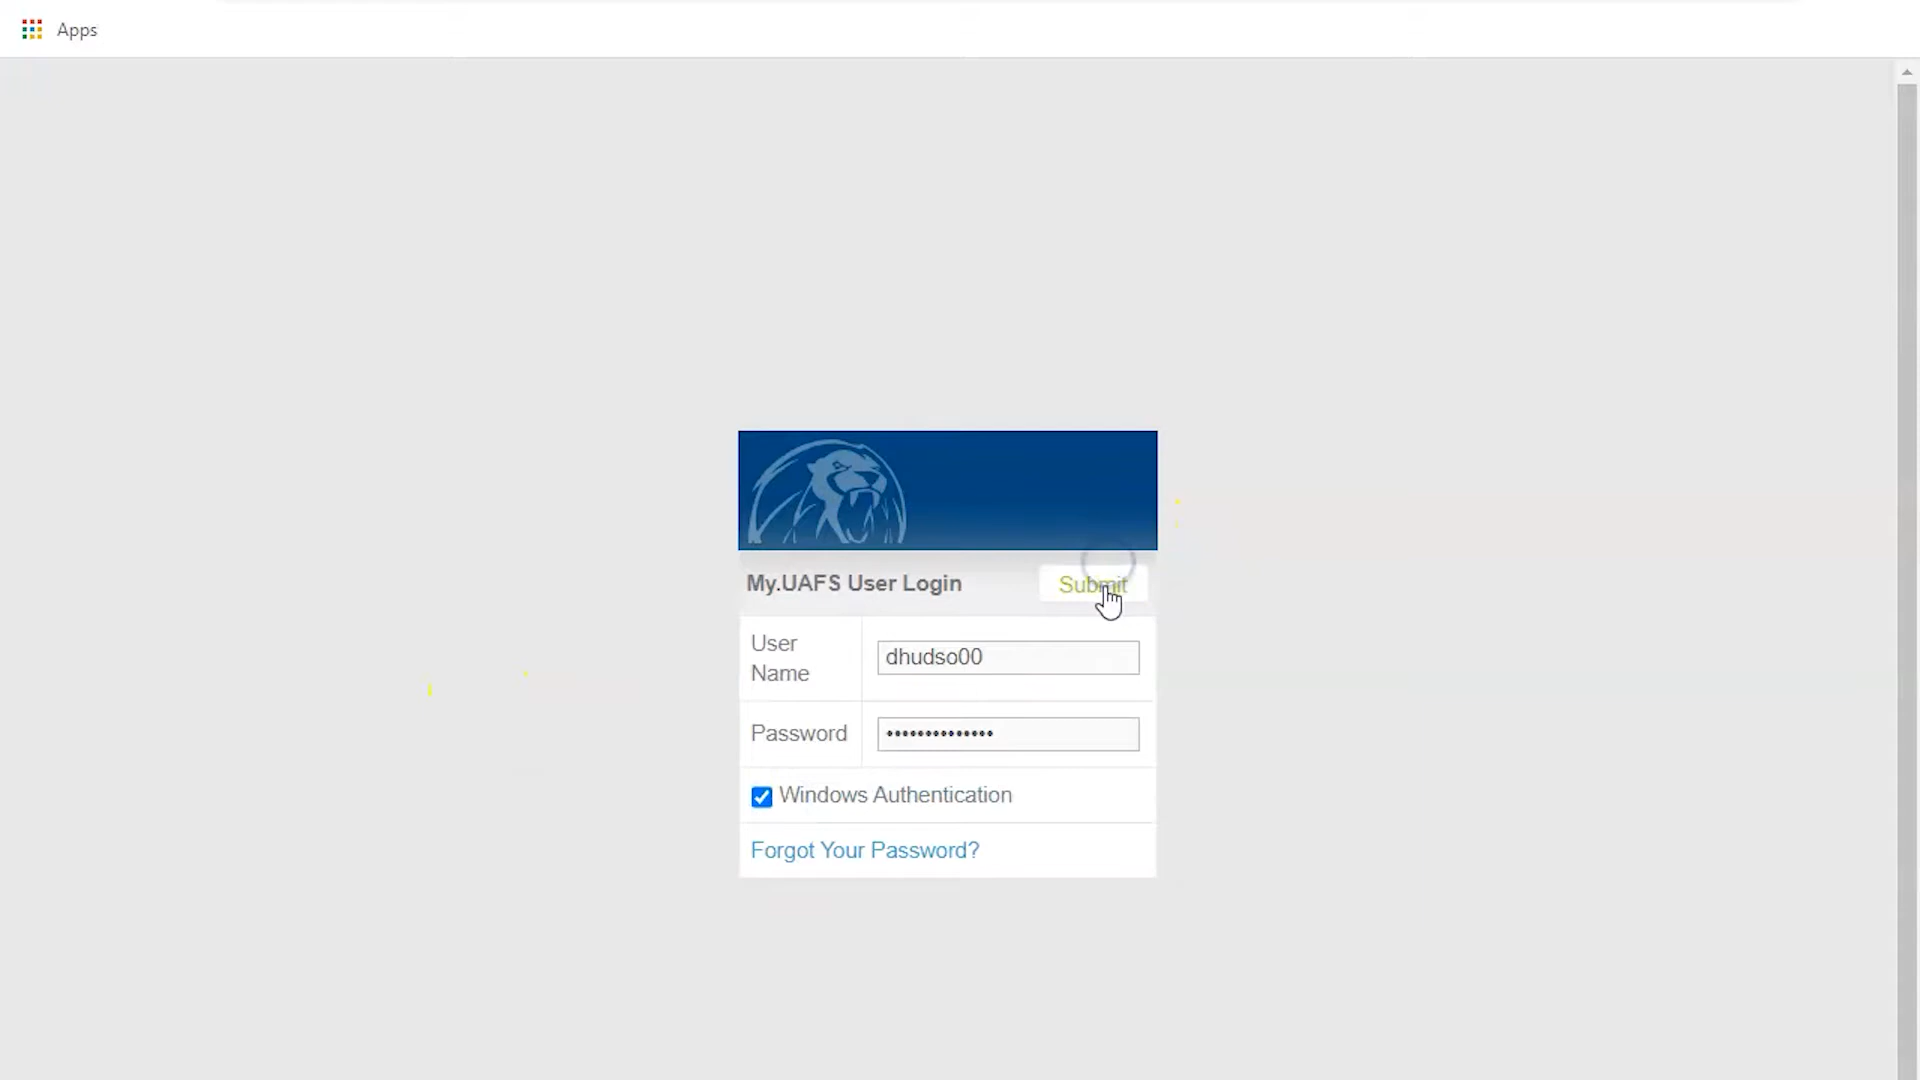 Apps
My.UAFS User Login
Submit
User
Name
dhudso00
Password
••••••••••••••
Windows Authentication
Forgot Your Password?